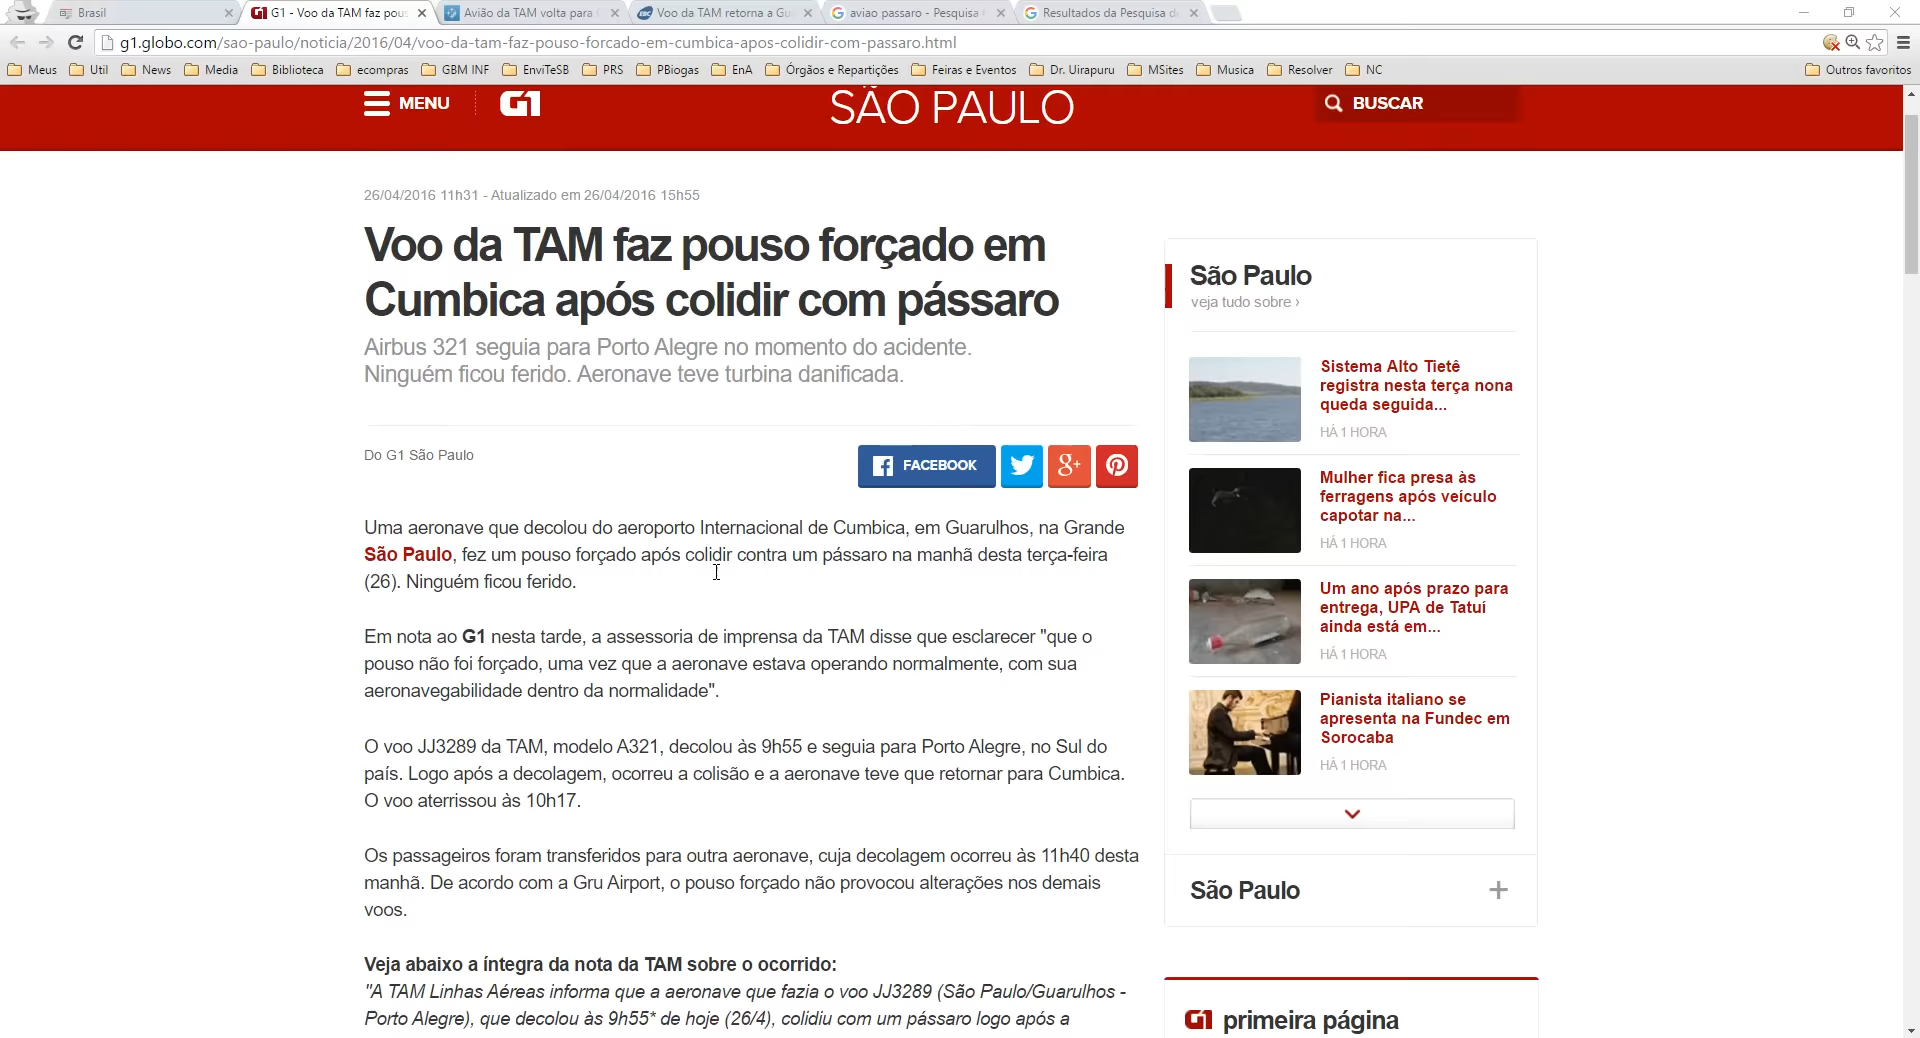 Brasil
G1 - Voo da TAM faz pous
Avião da TAM volta para
Voo da TAM retorna a Gu
aviao passaro - Pesquisa
Resultados da Pesquisa d
g1.globo.com/sao-paulo/noticia/2016/04/voo-da-tam-faz-pouso-forcado-em-cumbica-apos-colidir-com-passaro.html
Meus Util News Media Biblioteca ecompras GBM INF EnviTeSB PRS PBiogas EnA Órgãos e Repartições Feiras e Eventos Dr. Uirapuru MSites Musica Resolver NC Outros favoritos
MENU G1 SÃO PAULO BUSCAR
26/04/2016 11h31 - Atualizado em 26/04/2016 15h55
Voo da TAM faz pouso forçado em
Cumbica após colidir com pássaro
Airbus 321 seguia para Porto Alegre no momento do acidente.
Ninguém ficou ferido. Aeronave teve turbina danificada.
Do G1 São Paulo
FACEBOOK
g+
Uma aeronave que decolou do aeroporto Internacional de Cumbica, em Guarulhos, na Grande
São Paulo, fez um pouso forçado após colidir contra um pássaro na manhã desta terça-feira
(26). Ninguém ficou ferido.
Em nota ao G1 nesta tarde, a assessoria de imprensa da TAM disse que esclarecer "que o
pouso não foi forçado, uma vez que a aeronave estava operando normalmente, com sua
aeronavegabilidade dentro da normalidade".
O voo JJ3289 da TAM, modelo A321, decolou às 9h55 e seguia para Porto Alegre, no Sul do
país. Logo após a decolagem, ocorreu a colisão e a aeronave teve que retornar para Cumbica.
O voo aterrissou às 10h17.
Os passageiros foram transferidos para outra aeronave, cuja decolagem ocorreu às 11h40 desta
manhã. De acordo com a Gru Airport, o pouso forçado não provocou alterações nos demais
voos.
Veja abaixo a íntegra da nota da TAM sobre o ocorrido:
"A TAM Linhas Aéreas informa que a aeronave que fazia o voo JJ3289 (São Paulo/Guarulhos -
Porto Alegre), que decolou às 9h55* de hoje (26/4), colidiu com um pássaro logo após a
São Paulo
veja tudo sobre ›
Sistema Alto Tietê
registra nesta terça nona
queda seguida...
HÁ 1 HORA
Mulher fica presa às
ferragens após veículo
capotar na...
HÁ 1 HORA
Um ano após prazo para
entrega, UPA de Tatuí
ainda está em...
HÁ 1 HORA
Pianista italiano se
apresenta na Fundec em
Sorocaba
HÁ 1 HORA
São Paulo +
G1 primeira página